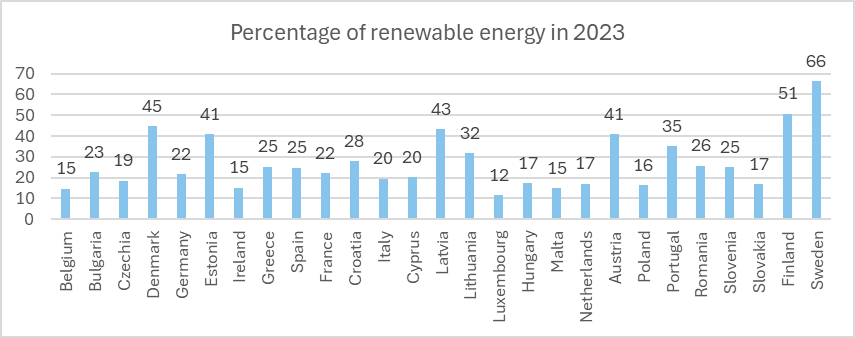 Percentage of renewable energy in 2023
70
60
50
40
30
20
10
0
15
23
19
45
22
41
15
25
25
22
28
20
20
43
32
12
17
15
17
41
16
35
26
25
17
51
66
Belgium
Bulgaria
Czechia
Denmark
Germany
Estonia
Ireland
Greece
Spain
France
Croatia
Italy
Cyprus
Latvia
Lithuania
Luxembourg
Hungary
Malta
Netherlands
Austria
Poland
Portugal
Romania
Slovenia
Slovakia
Finland
Sweden